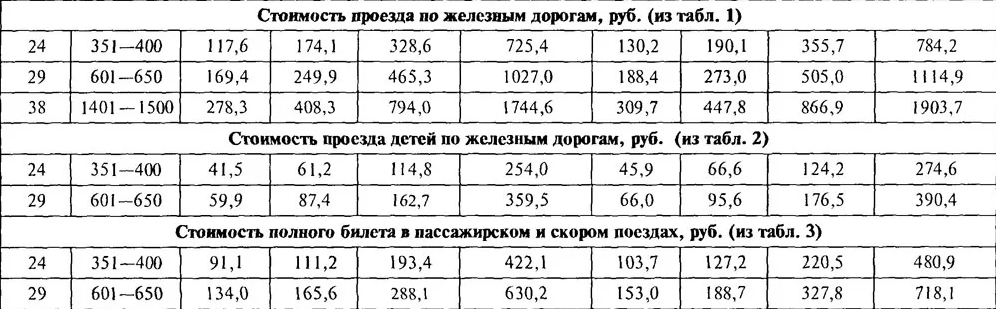 Стоимость проезда по железным дорогам, руб. (из табл. 1)
24 351—400 117,6 174,1 328,6 725,4 130,2 190,1 355,7 784,2
29 601—650 169,4 249,9 465,3 1027,0 188,4 273,0 505,0 1114,9
38 1401—1500 278,3 408,3 794,0 1744,6 309,7 447,8 866,9 1903,7
Стоимость проезда детей по железным дорогам, руб. (из табл. 2)
24 351—400 41,5 61,2 114,8 254,0 45,9 66,6 124,2 274,6
29 601—650 59,9 87,4 162,7 359,5 66,0 95,6 176,5 390,4
Стоимость полного билета в пассажирском и скором поездах, руб. (из табл. 3)
24 351—400 91,1 111,2 193,4 422,1 103,7 127,2 220,5 480,9
29 601—650 134,0 165,6 288,1 630,2 153,0 188,7 327,8 718,1